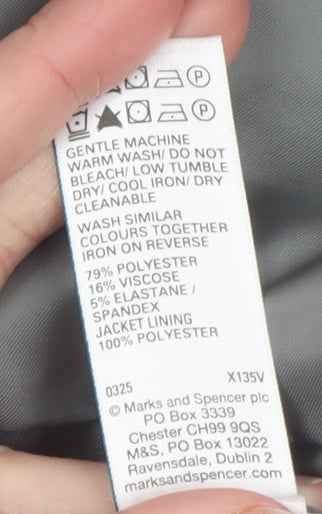 P
P
GENTLE MACHINE
WARM WASH/ DO NOT
BLEACH/ LOW TUMBLE
DRY/ COOL IRON/ DRY
CLEANABLE
WASH SIMILAR
COLOURS TOGETHER
IRON ON REVERSE
79% POLYESTER
16% VISCOSE
5% ELASTANE /
SPANDEX
JACKET LINING
100% POLYESTER
0325 X135V
© Marks and Spencer plc
PO Box 3339
Chester CH99 9QS
M&S, PO Box 13022
Ravensdale, Dublin 2
marksandspencer.com